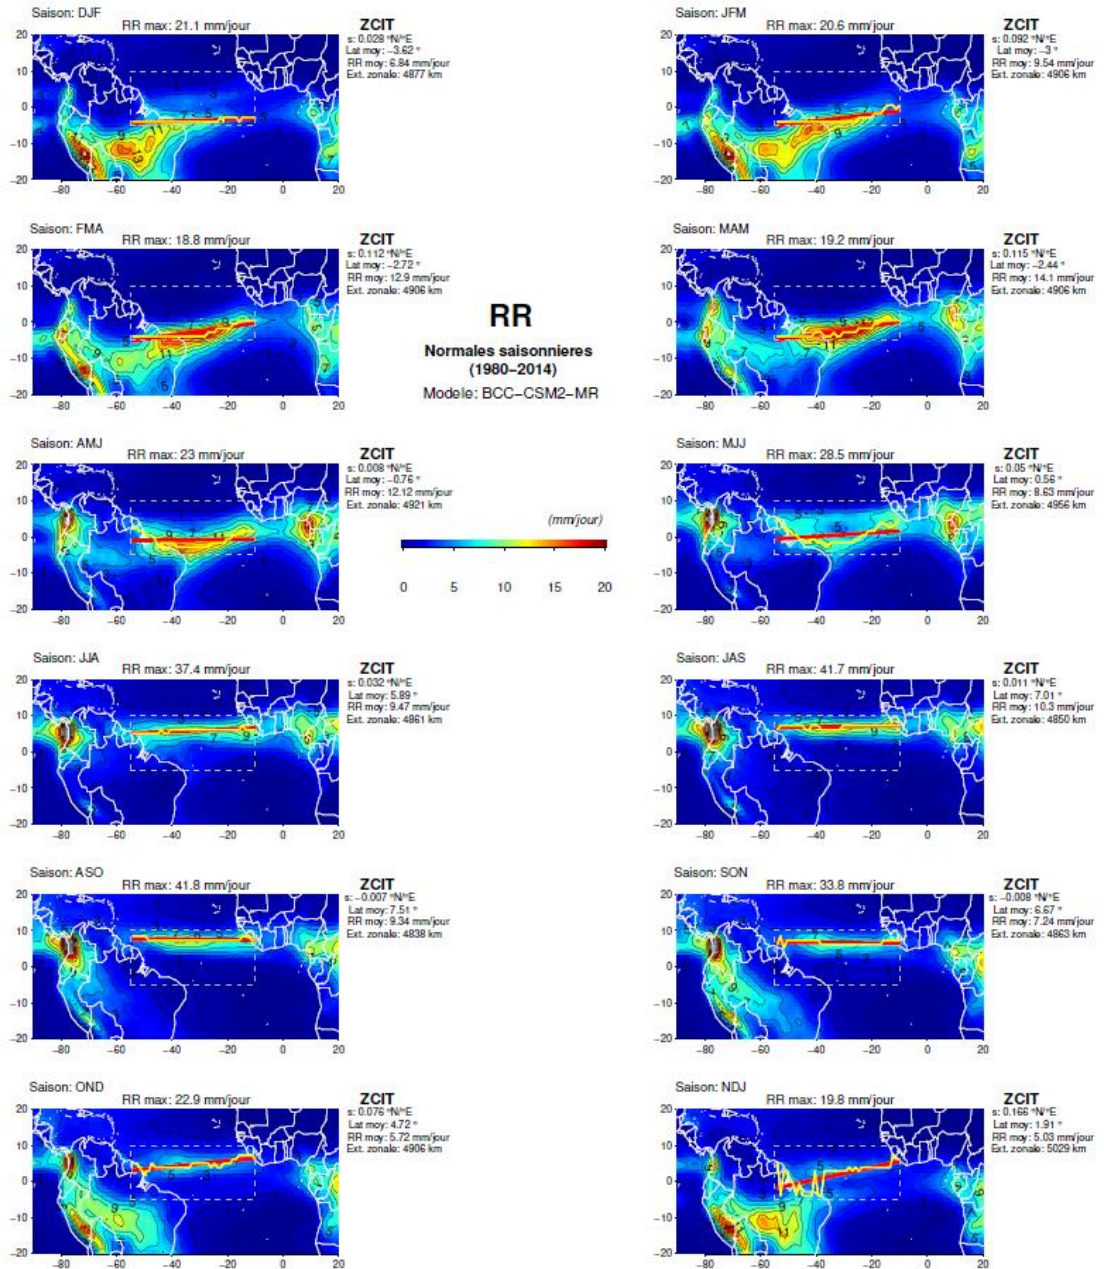 Saison: DJF
RR max: 21.1 mm/jour
ZCIT
s: 0.028 °N/°E
Lat moy: −3.62 °
RR moy: 6.84 mm/jour
Ext. zonale: 4877 km
Saison: JFM
RR max: 20.6 mm/jour
ZCIT
s: 0.092 °N/°E
Lat moy: −3 °
RR moy: 9.54 mm/jour
Ext. zonale: 4906 km
Saison: FMA
RR max: 18.8 mm/jour
ZCIT
s: 0.112 °N/°E
Lat moy: −2.72 °
RR moy: 12.9 mm/jour
Ext. zonale: 4906 km
Saison: MAM
RR max: 19.2 mm/jour
ZCIT
s: 0.115 °N/°E
Lat moy: −2.44 °
RR moy: 14.1 mm/jour
Ext. zonale: 4906 km
RR
Normales saisonnieres
(1980−2014)
Modele: BCC−CSM2−MR
Saison: AMJ
RR max: 23 mm/jour
ZCIT
s: 0.008 °N/°E
Lat moy: −0.76 °
RR moy: 12.12 mm/jour
Ext. zonale: 4921 km
(mm/jour)
0 5 10 15 20
Saison: MJJ
RR max: 28.5 mm/jour
ZCIT
s: 0.05 °N/°E
Lat moy: 0.56 °
RR moy: 8.63 mm/jour
Ext. zonale: 4956 km
Saison: JJA
RR max: 37.4 mm/jour
ZCIT
s: 0.032 °N/°E
Lat moy: 5.89 °
RR moy: 9.47 mm/jour
Ext. zonale: 4861 km
Saison: JAS
RR max: 41.7 mm/jour
ZCIT
s: 0.011 °N/°E
Lat moy: 7.01 °
RR moy: 10.3 mm/jour
Ext. zonale: 4850 km
Saison: ASO
RR max: 41.8 mm/jour
ZCIT
s: −0.007 °N/°E
Lat moy: 7.51 °
RR moy: 9.34 mm/jour
Ext. zonale: 4838 km
Saison: SON
RR max: 33.8 mm/jour
ZCIT
s: −0.008 °N/°E
Lat moy: 6.67 °
RR moy: 7.24 mm/jour
Ext. zonale: 4863 km
Saison: OND
RR max: 22.9 mm/jour
ZCIT
s: 0.076 °N/°E
Lat moy: 4.72 °
RR moy: 5.72 mm/jour
Ext. zonale: 4906 km
Saison: NDJ
RR max: 19.8 mm/jour
ZCIT
s: 0.166 °N/°E
Lat moy: 1.91 °
RR moy: 5.03 mm/jour
Ext. zonale: 5029 km
20
10
0
−10
−20
−80 −60 −40 −20 0 20